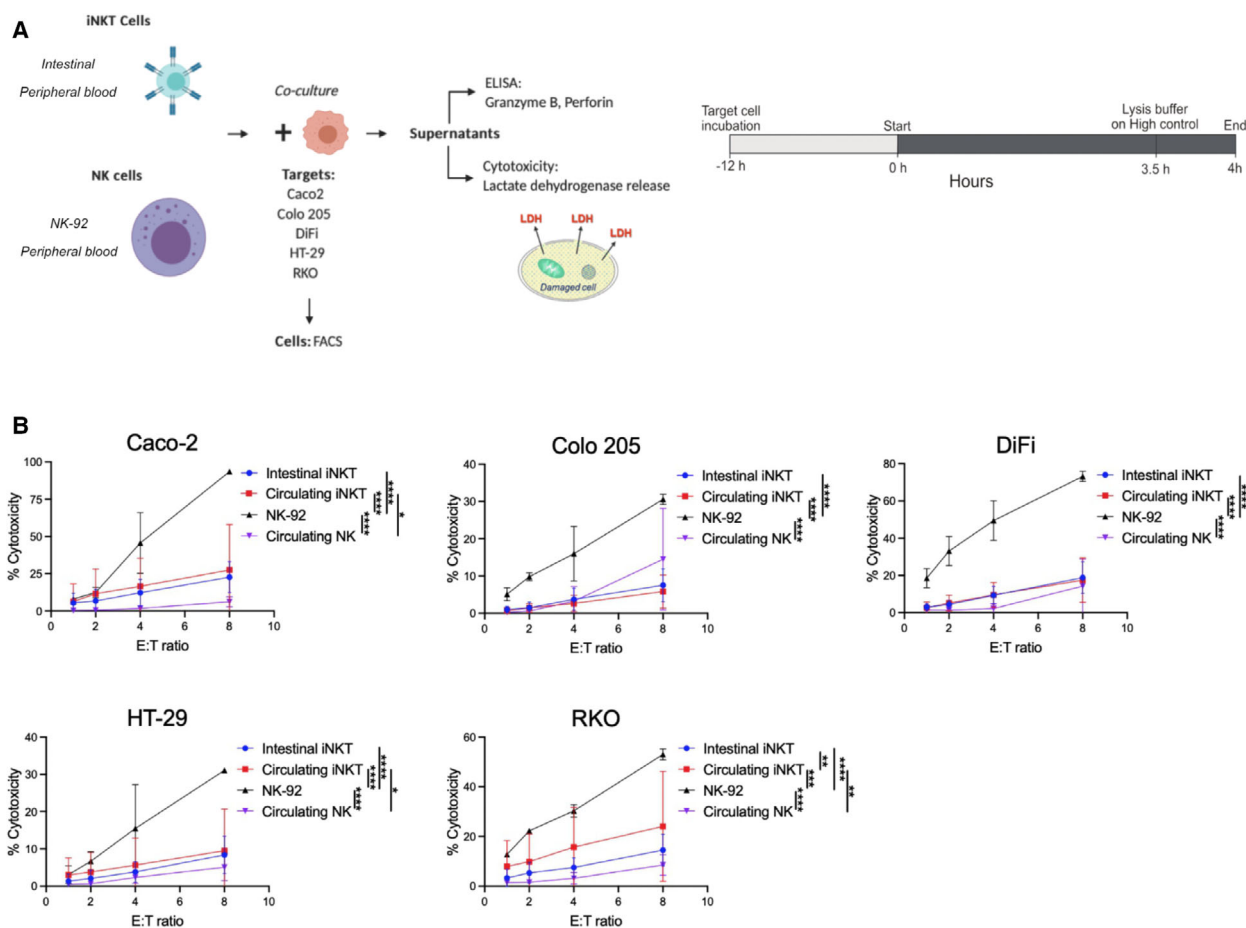 A
iNKT Cells
Intestinal
Peripheral blood
NK cells
NK-92
Peripheral blood
Co-culture
+
Targets:
Caco2
Colo 205
DiFi
HT-29
RKO
Cells: FACS
Supernatants
ELISA:
Granzyme B, Perforin
Cytotoxicity:
Lactate dehydrogenase release
LDH LDH LDH
Damaged cell
Target cell
incubation
Start
Lysis buffer
on High control
End
-12 h 0 h 3.5 h 4h
Hours
B
Caco-2
% Cytotoxicity
100
75
50
25
0
0 2 4 6 8 10
E:T ratio
Intestinal iNKT
Circulating iNKT
NK-92
Circulating NK
**** **** **** *
Colo 205
% Cytotoxicity
40
30
20
10
0
0 2 4 6 8 10
E:T ratio
Intestinal iNKT
Circulating iNKT
NK-92
Circulating NK
**** **** ****
DiFi
% Cytotoxicity
80
60
40
20
0
0 2 4 6 8 10
E:T ratio
Intestinal iNKT
Circulating iNKT
NK-92
Circulating NK
**** **** ****
HT-29
% Cytotoxicity
40
30
20
10
0
0 2 4 6 8 10
E:T ratio
Intestinal iNKT
Circulating iNKT
NK-92
Circulating NK
**** **** **** *
RKO
% Cytotoxicity
60
40
20
0
0 2 4 6 8 10
E:T ratio
Intestinal iNKT
Circulating iNKT
NK-92
Circulating NK
**** *** ** **** **